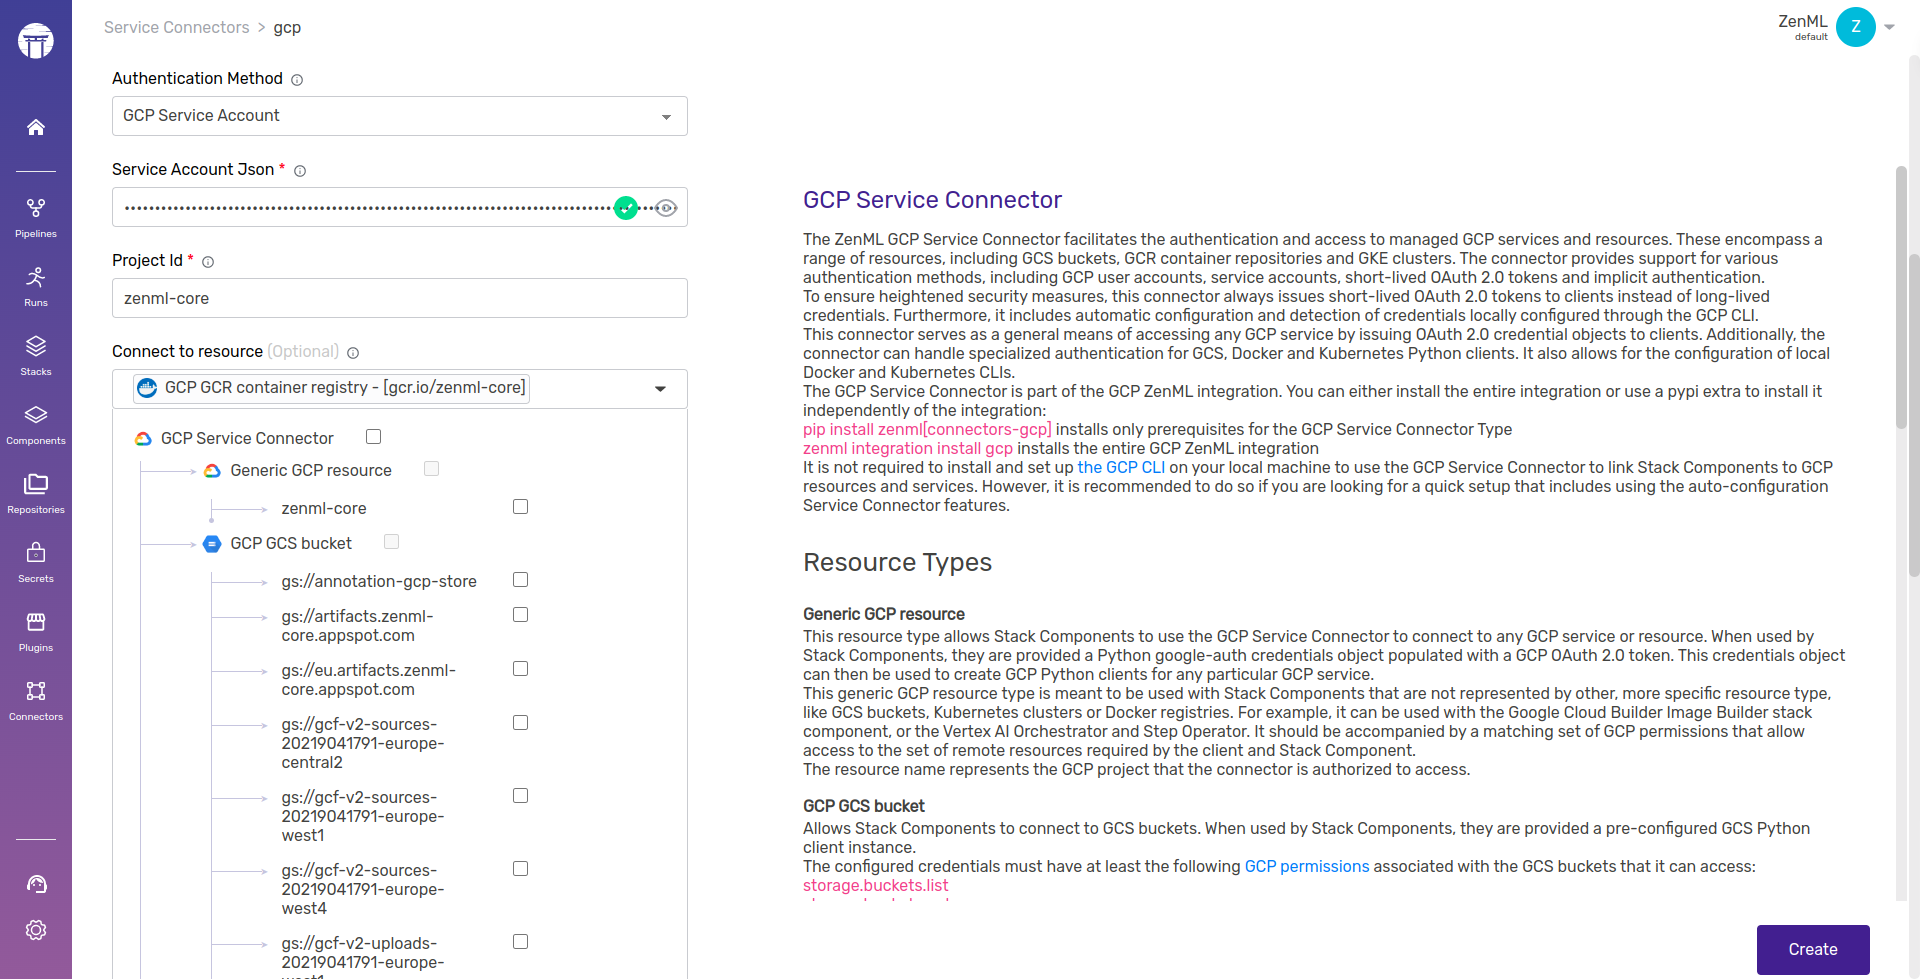 Service Connectors > gcp
ZenML
default
Z
Pipelines
Runs
Stacks
Components
Repositories
Secrets
Plugins
Connectors
Authentication Method
GCP Service Account
Service Account Json *
Project Id *
zenml-core
Connect to resource (Optional)
GCP GCR container registry - [gcr.io/zenml-core]
GCP Service Connector
Generic GCP resource
zenml-core
GCP GCS bucket
gs://annotation-gcp-store
gs://artifacts.zenml-
core.appspot.com
gs://eu.artifacts.zenml-
core.appspot.com
gs://gcf-v2-sources-
20219041791-europe-
central2
gs://gcf-v2-sources-
20219041791-europe-
west1
gs://gcf-v2-sources-
20219041791-europe-
west4
gs://gcf-v2-uploads-
20219041791-europe-
GCP Service Connector
The ZenML GCP Service Connector facilitates the authentication and access to managed GCP services and resources. These encompass a
range of resources, including GCS buckets, GCR container repositories and GKE clusters. The connector provides support for various
authentication methods, including GCP user accounts, service accounts, short-lived OAuth 2.0 tokens and implicit authentication.
To ensure heightened security measures, this connector always issues short-lived OAuth 2.0 tokens to clients instead of long-lived
credentials. Furthermore, it includes automatic configuration and detection of credentials locally configured through the GCP CLI.
This connector serves as a general means of accessing any GCP service by issuing OAuth 2.0 credential objects to clients. Additionally, the
connector can handle specialized authentication for GCS, Docker and Kubernetes Python clients. It also allows for the configuration of local
Docker and Kubernetes CLIs.
The GCP Service Connector is part of the GCP ZenML integration. You can either install the entire integration or use a pypi extra to install it
independently of the integration:
pip install zenml[connectors-gcp] installs only prerequisites for the GCP Service Connector Type
zenml integration install gcp installs the entire GCP ZenML integration
It is not required to install and set up the GCP CLI on your local machine to use the GCP Service Connector to link Stack Components to GCP
resources and services. However, it is recommended to do so if you are looking for a quick setup that includes using the auto-configuration
Service Connector features.
Resource Types
Generic GCP resource
This resource type allows Stack Components to use the GCP Service Connector to connect to any GCP service or resource. When used by
Stack Components, they are provided a Python google-auth credentials object populated with a GCP OAuth 2.0 token. This credentials object
can then be used to create GCP Python clients for any particular GCP service.
This generic GCP resource type is meant to be used with Stack Components that are not represented by other, more specific resource type,
like GCS buckets, Kubernetes clusters or Docker registries. For example, it can be used with the Google Cloud Builder Image Builder stack
component, or the Vertex AI Orchestrator and Step Operator. It should be accompanied by a matching set of GCP permissions that allow
access to the set of remote resources required by the client and Stack Component.
The resource name represents the GCP project that the connector is authorized to access.
GCP GCS bucket
Allows Stack Components to connect to GCS buckets. When used by Stack Components, they are provided a pre-configured GCS Python
client instance.
The configured credentials must have at least the following GCP permissions associated with the GCS buckets that it can access:
storage.buckets.list
Create